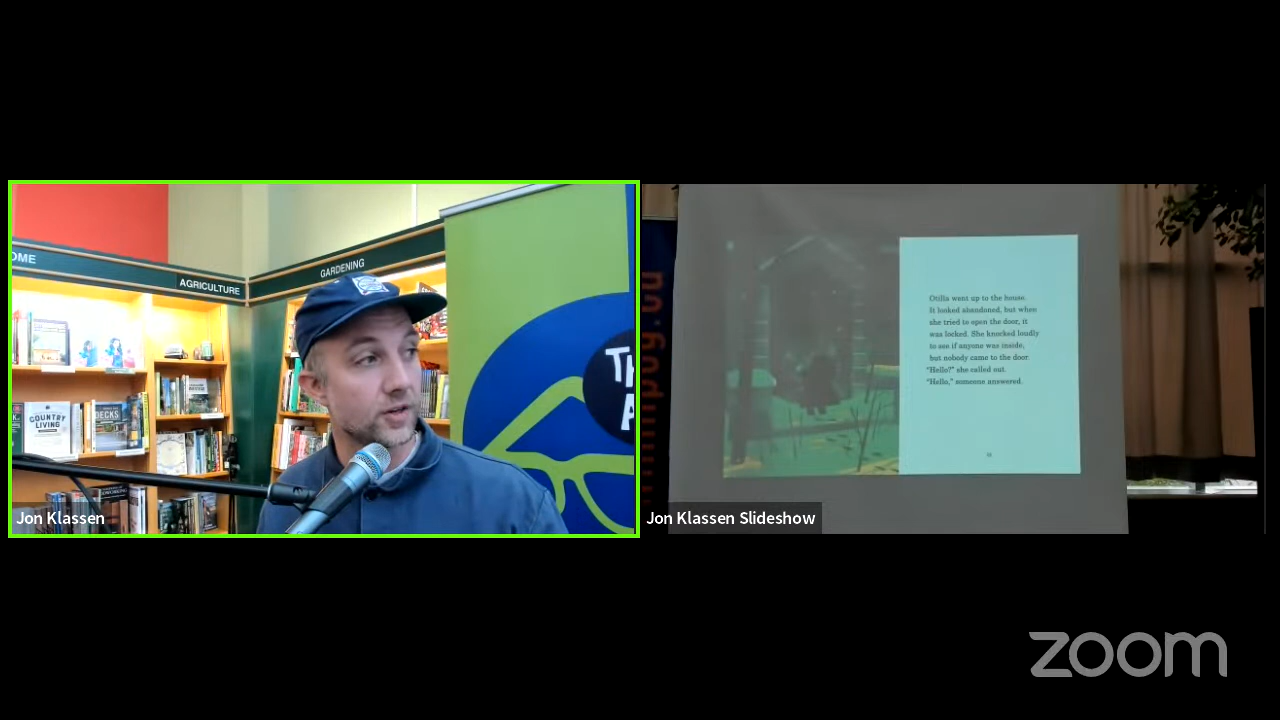 OME
AGRICULTURE
GARDENING
COUNTRY
LIVING
DECKS
Jon Klassen
Otilla went up to the house.
It looked abandoned, but when
she tried to open the door, it
was locked. She knocked loudly
to see if anyone was inside,
but nobody came to the door.
"Hello?" she called out.
"Hello," someone answered.
Jon Klassen Slideshow
zoom